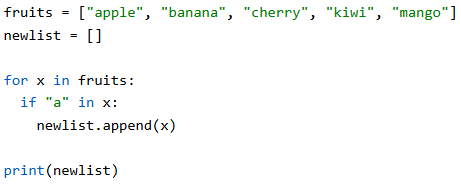 fruits = ["apple", "banana", "cherry", "kiwi", "mango"]
newlist = []

for x in fruits:
  if "a" in x:
    newlist.append(x)

print(newlist)